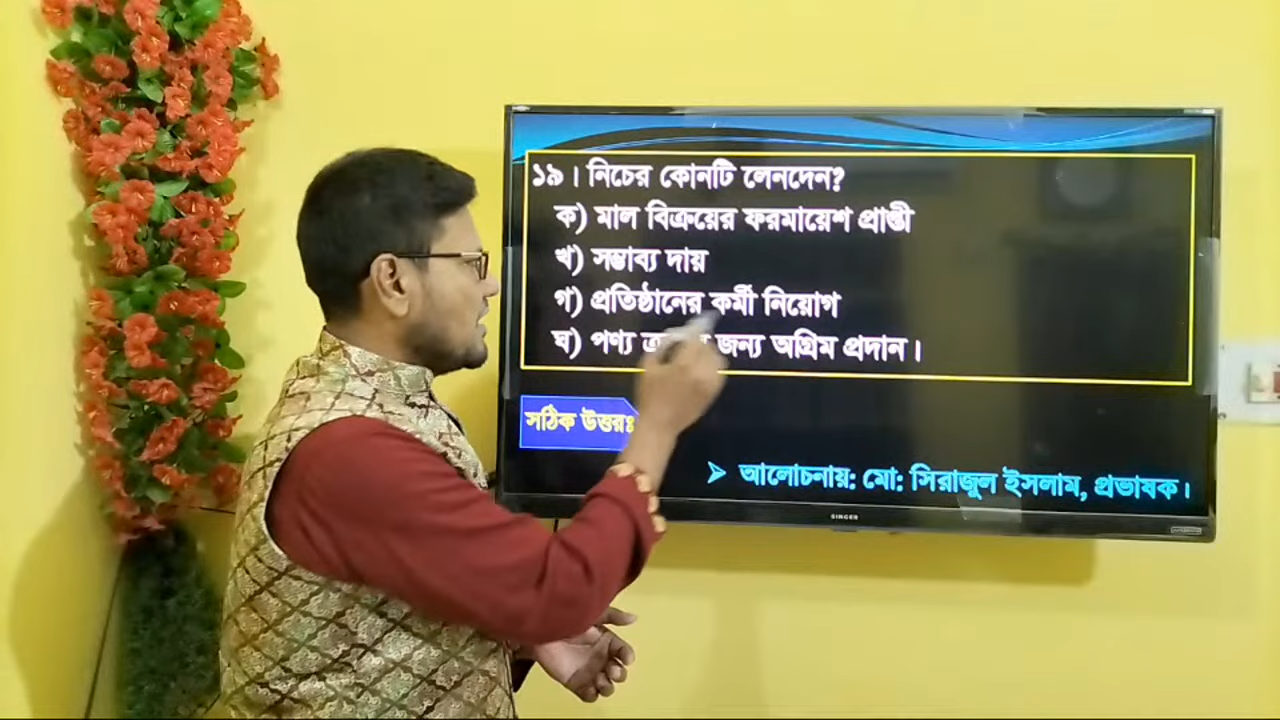 ১৯। নিচের কোনটি লেনদেন?
ক) মাল বিক্রয়ের ফরমায়েশ প্রাপ্তী
খ) সম্ভাব্য দায়
গ) প্রতিষ্ঠানের কর্মী নিয়োগ
ঘ) পণ্য জন্য অগ্রিম প্রদান।
সঠিক উত্তরঃ
➢ আলোচনায়: মো: সিরাজুল ইসলাম, প্রভাষক।
SINGER